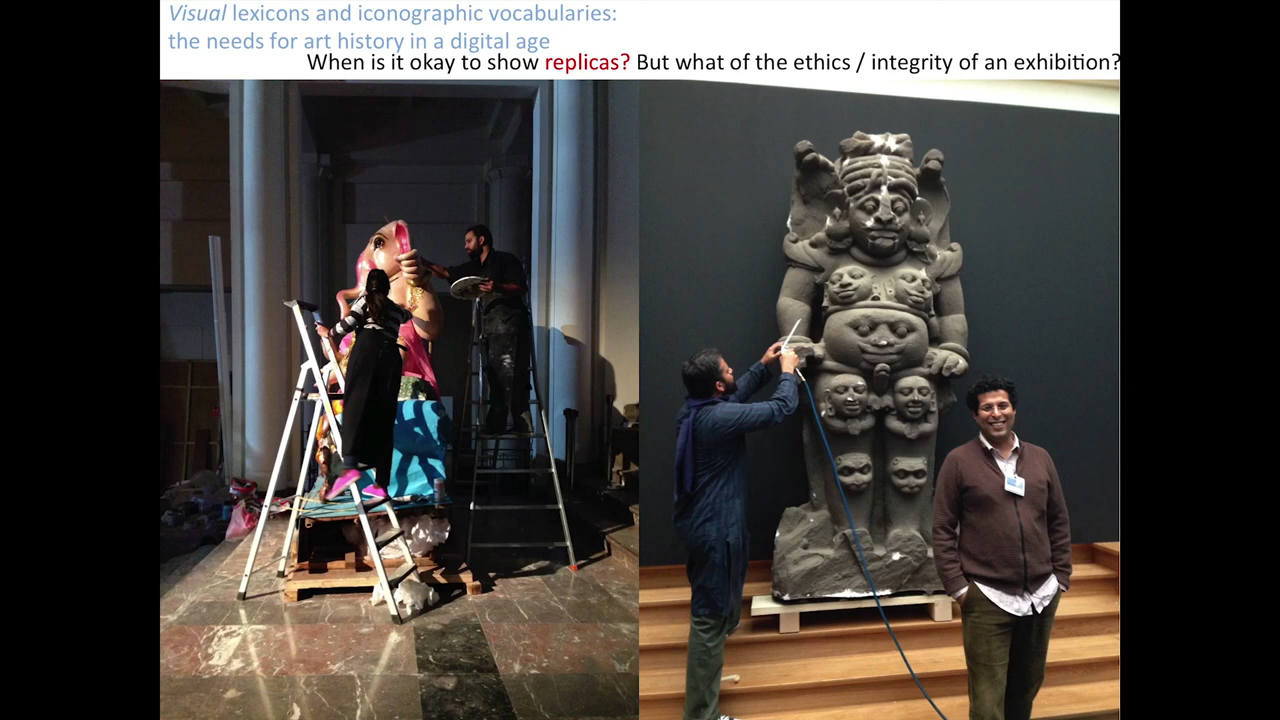 Visual lexicons and iconographic vocabularies:
the needs for art history in a digital age
When is it okay to show replicas? But what of the ethics / integrity of an exhibition?